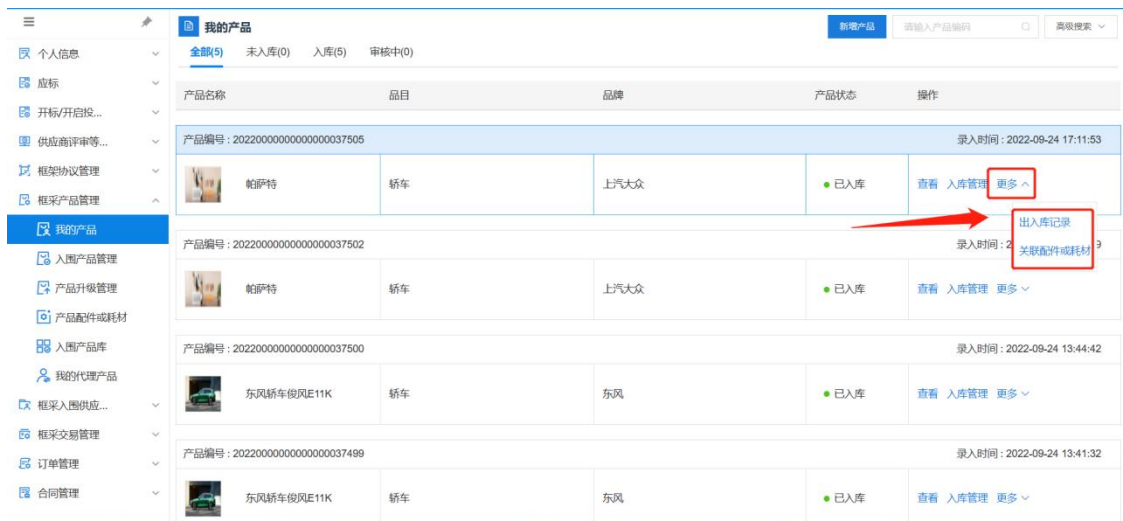 我的产品
新增产品
请输入产品编码
高级搜索
个人信息
全部(5) 未入库(0) 入库(5) 审核中(0)
应标
产品名称 品目 品牌 产品状态 操作
开标/开启投...
供应商评审等...
产品编号 : 2022000000000000000037505 录入时间 : 2022-09-24 17:11:53
框架协议管理
帕萨特 轿车 上汽大众 已入库 查看 入库管理 更多
框采产品管理
我的产品
出入库记录
产品编号 : 2022000000000000000037502 录入时间 : 2 9
关联配件或耗材
入围产品管理
产品升级管理
帕萨特 轿车 上汽大众 已入库 查看 入库管理 更多
产品配件或耗材
入围产品库
产品编号 : 2022000000000000000037500 录入时间 : 2022-09-24 13:44:42
我的代理产品
东风轿车俊风E11K 轿车 东风 已入库 查看 入库管理 更多
框采入围供应...
框采交易管理
产品编号 : 2022000000000000000037499 录入时间 : 2022-09-24 13:41:32
订单管理
合同管理
东风轿车俊风E11K 轿车 东风 已入库 查看 入库管理 更多